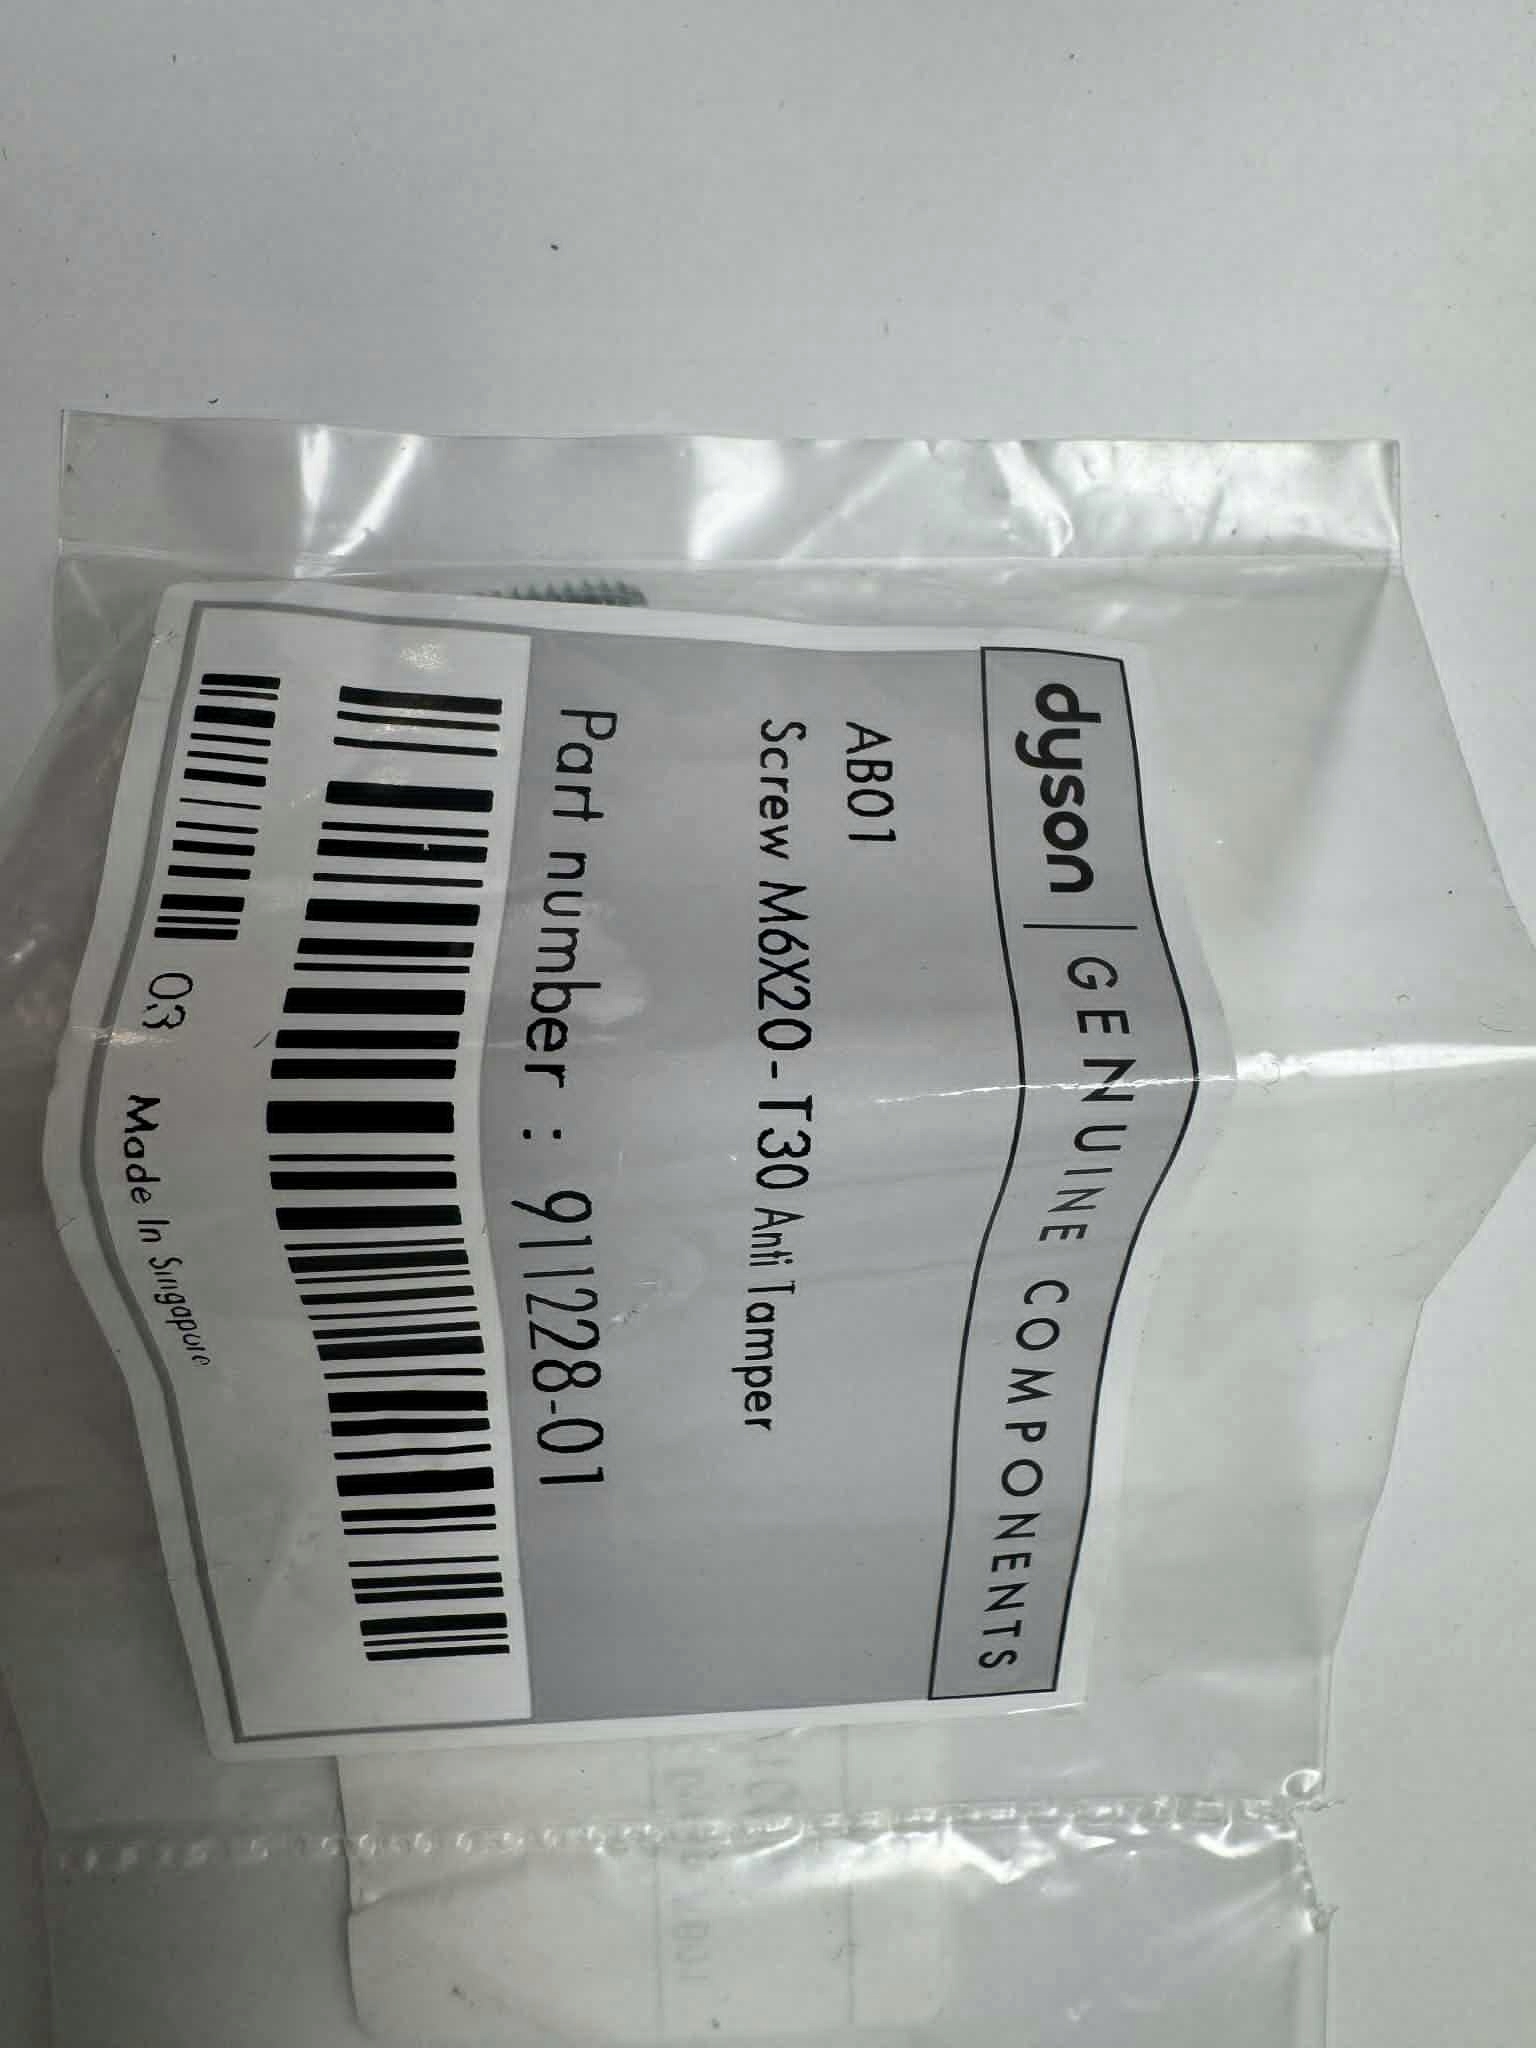 dyson | GENUINE COMPONENTS
AB01
Screw M6X20-T30 Anti Tamper
Part number : 911228-01
03 Made In Singapore